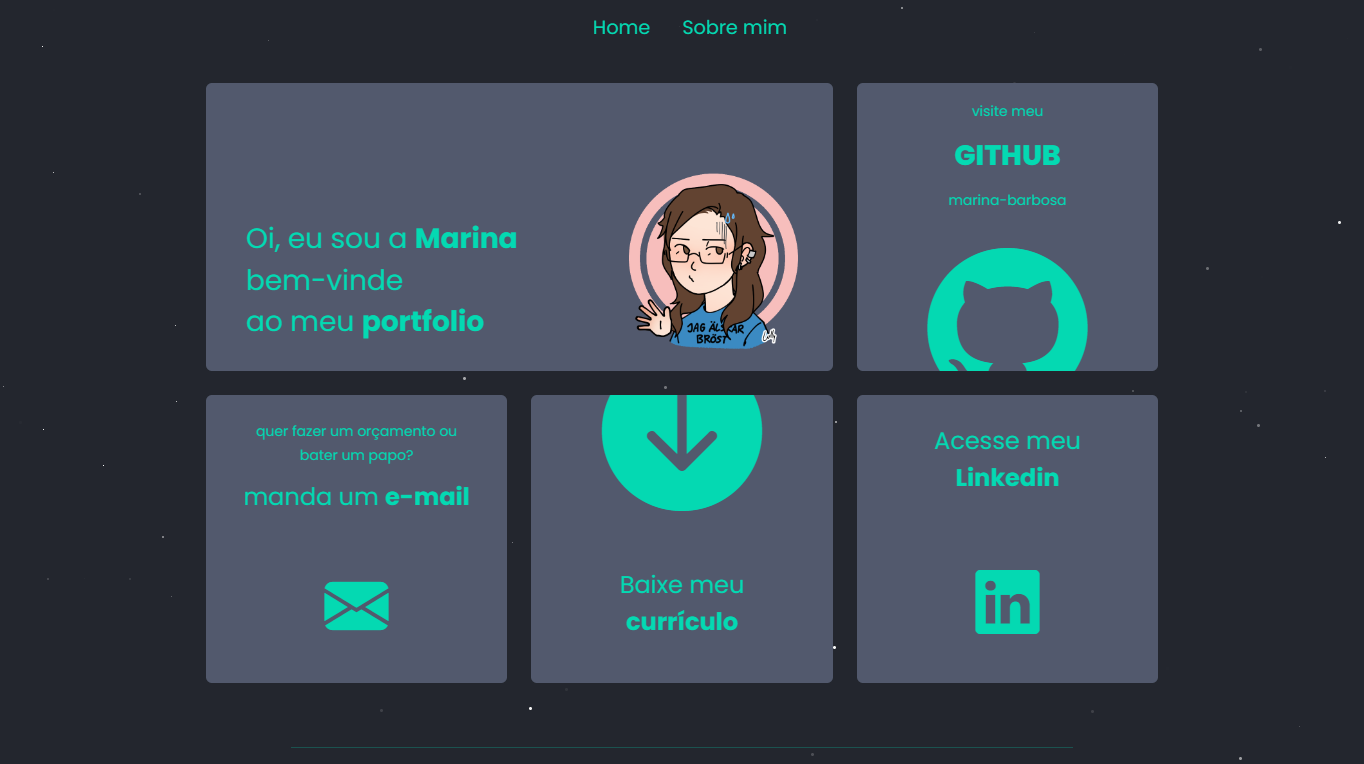 Home Sobre mim
Oi, eu sou a Marina
bem-vinde
ao meu portfolio
JAG ÄLSKAR
BRÖST
visite meu
GITHUB
marina-barbosa
quer fazer um orçamento ou
bater um papo?
manda um e-mail
Baixe meu
currículo
Acesse meu
Linkedin
in